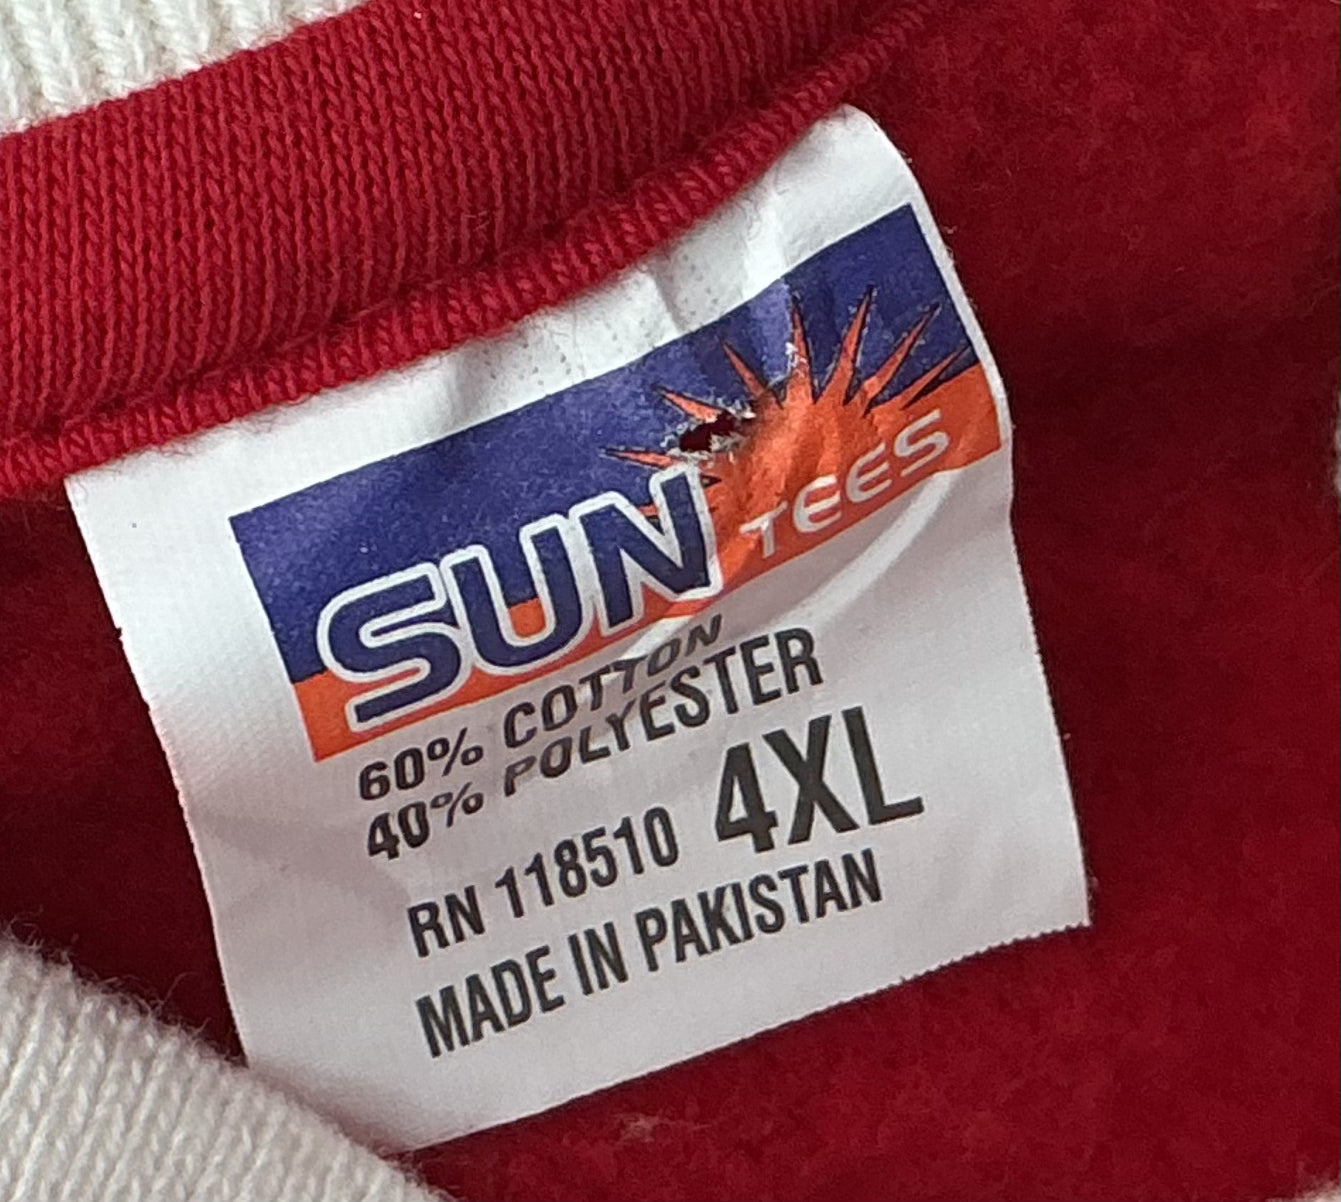 SUN TEES
60% COTTON
40% POLYESTER
RN 118510 4XL
MADE IN PAKISTAN